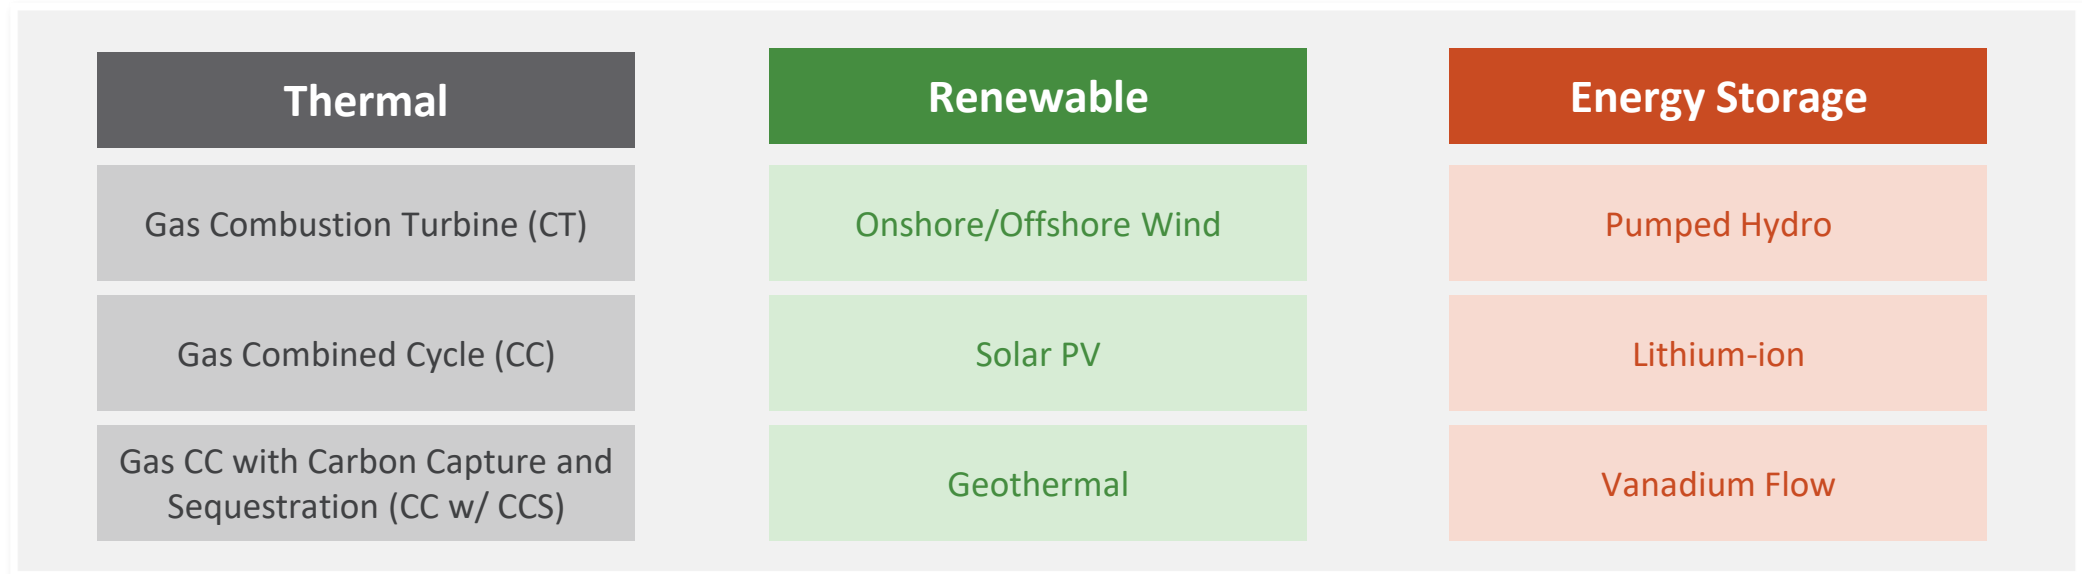 Thermal
Gas Combustion Turbine (CT)
Gas Combined Cycle (CC)
Gas CC with Carbon Capture and
Sequestration (CC w/ CCS)
Renewable
Onshore/Offshore Wind
Solar PV
Geothermal
Energy Storage
Pumped Hydro
Lithium-ion
Vanadium Flow